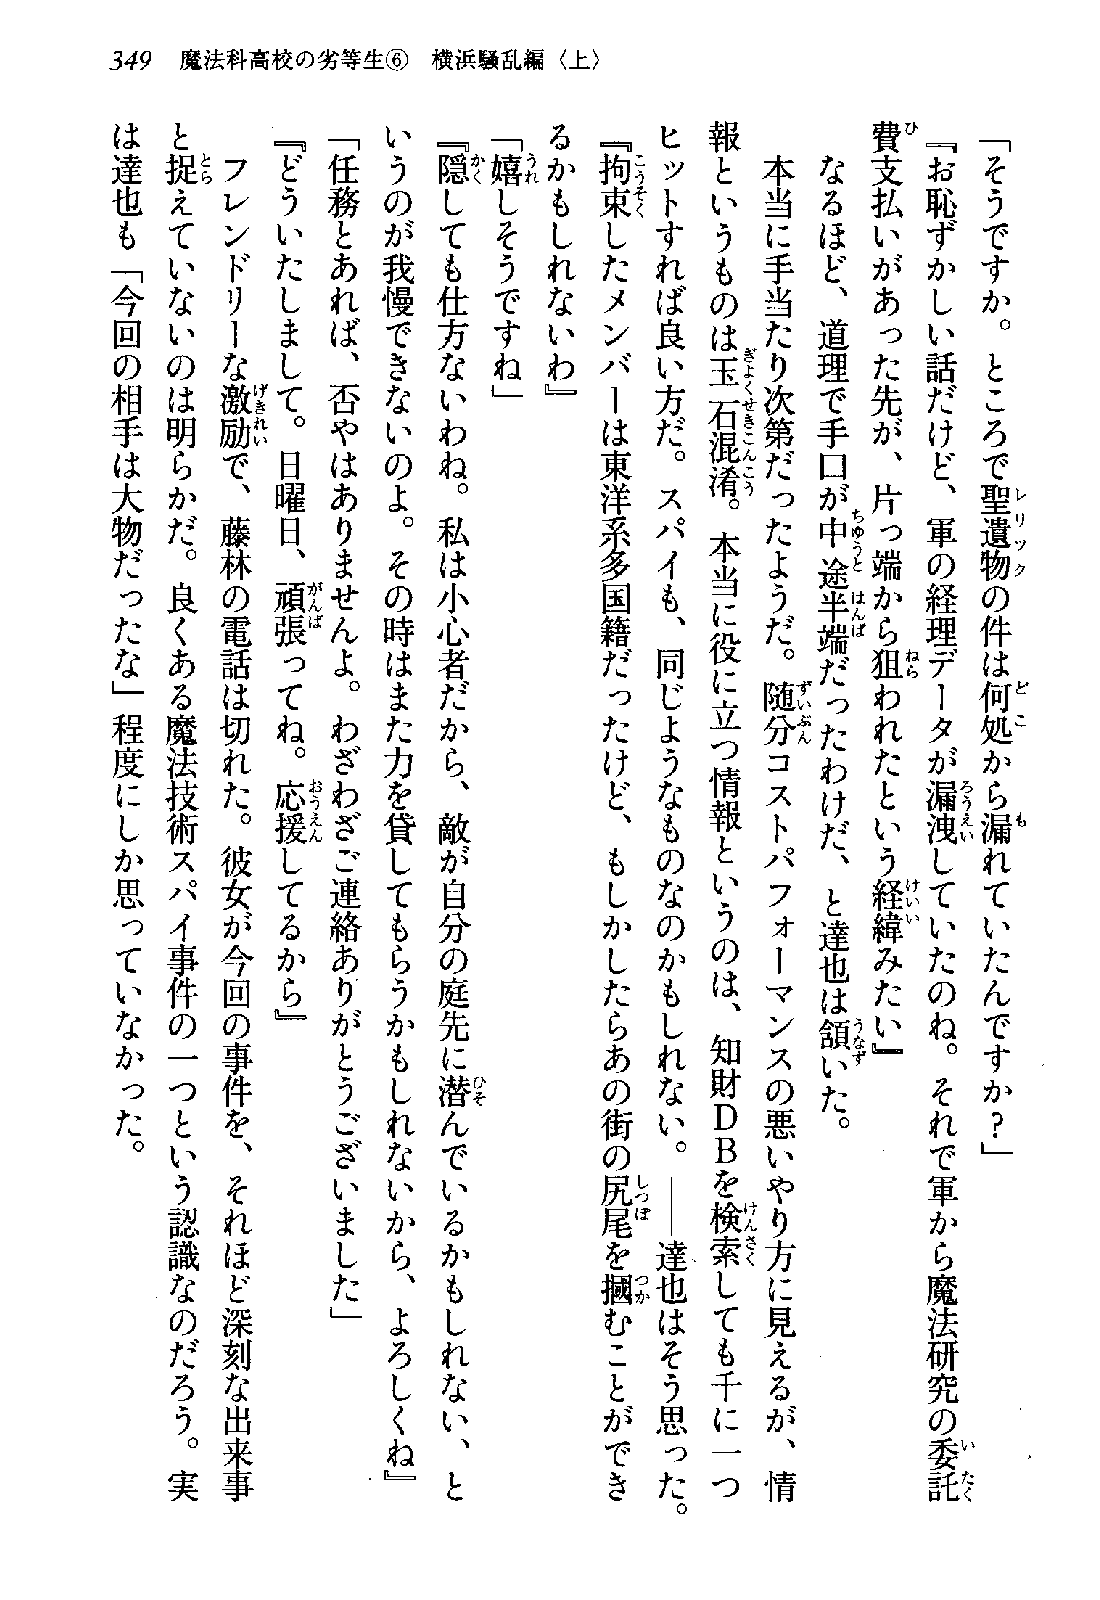 349　魔法科高校の劣等生⑥　横浜騒乱編〈上〉
「そうですか。ところで聖遺物の件は何処から漏れていたんですか？」
『お恥ずかしい話だけど、軍の経理データが漏洩していたのね。それで軍から魔法研究の委託
費支払いがあった先が、片っ端から狙われたという経緯みたい』
　なるほど、道理で手口が中途半端だったわけだ、と達也は頷いた。
　本当に手当たり次第だったようだ。随分コストパフォーマンスの悪いやり方に見えるが、情
報というものは玉石混淆。本当に役に立つ情報というのは、知財ＤＢを検索しても千に一つ
ヒットすれば良い方だ。スパイも、同じようなものなのかもしれない。――達也はそう思った。
『拘束したメンバーは東洋系多国籍だったけど、もしかしたらあの街の尻尾を摑むことができ
るかもしれないわ』
「嬉しそうですね」
『隠しても仕方ないわね。私は小心者だから、敵が自分の庭先に潜んでいるかもしれない、と
いうのが我慢できないのよ。その時はまた力を貸してもらうかもしれないから、よろしくね』
「任務とあれば、否やはありませんよ。わざわざご連絡ありがとうございました」
『どういたしまして。日曜日、頑張ってね。応援してるから』
　フレンドリーな激励で、藤林の電話は切れた。彼女が今回の事件を、それほど深刻な出来事
と捉えていないのは明らかだ。良くある魔法技術スパイ事件の一つという認識なのだろう。実
は達也も「今回の相手は大物だったな」程度にしか思っていなかった。